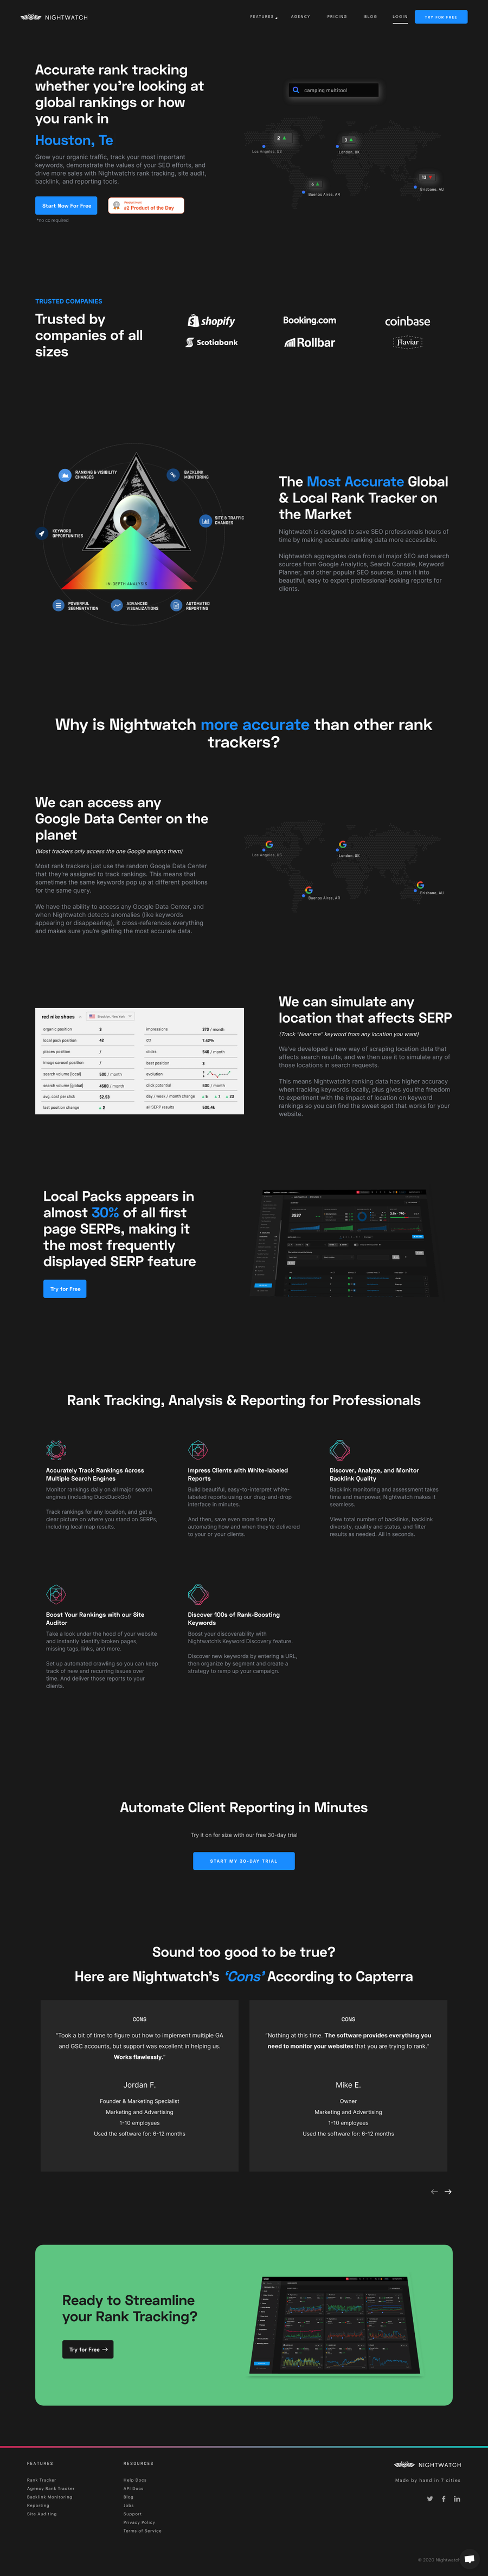 NIGHTWATCH
FEATURES
AGENCY
PRICING
BLOG
LOGIN
TRY FOR FREE
Accurate rank tracking
whether you're looking at
global rankings or how
you rank in
Houston, Te
Grow your organic traffic, track your most important
keywords, demonstrate the values of your SEO efforts, and
drive more sales with Nightwatch's rank tracking, site audit,
backlink, and reporting tools.
Start Now For Free
Product Hunt
#2 Product of the Day
*no cc required
camping multitool
2
Los Angeles, US
3
London, UK
6
Buenos Aires, AR
13
Brisbane, AU
TRUSTED COMPANIES
Trusted by
companies of all
sizes
shopify
Booking.com
coinbase
Scotiabank
Rollbar
Flaviar
RANKING & VISIBILITY
CHANGES
BACKLINK
MONITORING
SITE & TRAFFIC
CHANGES
KEYWORD
OPPORTUNITIES
IN-DEPTH ANALYSIS
POWERFUL
SEGMENTATION
ADVANCED
VISUALIZATIONS
AUTOMATED
REPORTING
The Most Accurate Global
& Local Rank Tracker on
the Market
Nightwatch is designed to save SEO professionals hours of
time by making accurate ranking data more accessible.
Nightwatch aggregates data from all major SEO and search
sources from Google Analytics, Search Console, Keyword
Planner, and other popular SEO sources, turns it into
beautiful, easy to export professional-looking reports for
clients.
Why is Nightwatch more accurate than other rank
trackers?
We can access any
Google Data Center on the
planet
(Most trackers only access the one Google assigns them)
Most rank trackers just use the random Google Data Center
that they're assigned to track rankings. This means that
sometimes the same keywords pop up at different positions
for the same query.
We have the ability to access any Google Data Center, and
when Nightwatch detects anomalies (like keywords
appearing or disappearing), it cross-references everything
and makes sure you're getting the most accurate data.
Los Angeles, US
London, UK
Buenos Aires, AR
Brisbane, AU
red nike shoes
Brooklyn, New York
organic position 3
local pack position 42
places position /
image carousel position /
search volume (local) 500 / month
search volume (global) 4600 / month
avg. cost per click $2.53
last position change 2
impressions 373 / month
ctr 7.42%
clicks 540 / month
best position 3
evolution
click potential 800 / month
day / week / month change 5 7 23
all SERP results 500,4k
We can simulate any
location that affects SERP
(Track "Near me" keyword from any location you want)
We've developed a new way of scraping location data that
affects search results, and we then use it to simulate any of
those locations in search requests.
This means Nightwatch's ranking data has higher accuracy
when tracking keywords locally, plus gives you the freedom
to experiment with the impact of location on keyword
rankings so you can find the sweet spot that works for your
website.
Local Packs appears in
almost 30% of all first
page SERPs, making it
the most frequently
displayed SERP feature
Try for Free
Rank Tracking, Analysis & Reporting for Professionals
Accurately Track Rankings Across
Multiple Search Engines
Monitor rankings daily on all major search
engines (including DuckDuckGo!)
Track rankings for any location, and get a
clear picture on where you stand on SERPs,
including local map results.
Impress Clients with White-labeled
Reports
Build beautiful, easy-to-interpret white-
labeled reports using our drag-and-drop
interface in minutes.
And then, save even more time by
automating how and when they're delivered
to your or your clients.
Discover, Analyze, and Monitor
Backlink Quality
Backlink monitoring and assessment takes
time and manpower, Nightwatch makes it
seamless.
View total number of backlinks, backlink
diversity, quality and status, and filter
results as needed. All in seconds.
Boost Your Rankings with our Site
Auditor
Take a look under the hood of your website
and instantly identify broken pages,
missing tags, links, and more.
Set up automated crawling so you can keep
track of new and recurring issues over
time. And deliver those reports to your
clients.
Discover 100s of Rank-Boosting
Keywords
Boost your discoverability with
Nightwatch's Keyword Discovery feature.
Discover new keywords by entering a URL,
then organize by segment and create a
strategy to ramp up your campaign.
Automate Client Reporting in Minutes
Try it on for size with our free 30-day trial
START MY 30-DAY TRIAL
Sound too good to be true?
Here are Nightwatch's 'Cons' According to Capterra
CONS
"Took a bit of time to figure out how to implement multiple GA
and GSC accounts, but support was excellent in helping us.
Works flawlessly."
Jordan F.
Founder & Marketing Specialist
Marketing and Advertising
1-10 employees
Used the software for: 6-12 months
CONS
"Nothing at this time. The software provides everything you
need to monitor your websites that you are trying to rank."
Mike E.
Owner
Marketing and Advertising
1-10 employees
Used the software for: 6-12 months
Ready to Streamline
your Rank Tracking?
Try for Free
FEATURES
Rank Tracker
Agency Rank Tracker
Backlink Monitoring
Reporting
Site Auditing
RESOURCES
Help Docs
API Docs
Blog
Jobs
Support
Privacy Policy
Terms of Service
NIGHTWATCH
Made by hand in 7 cities
© 2020 Nightwatch